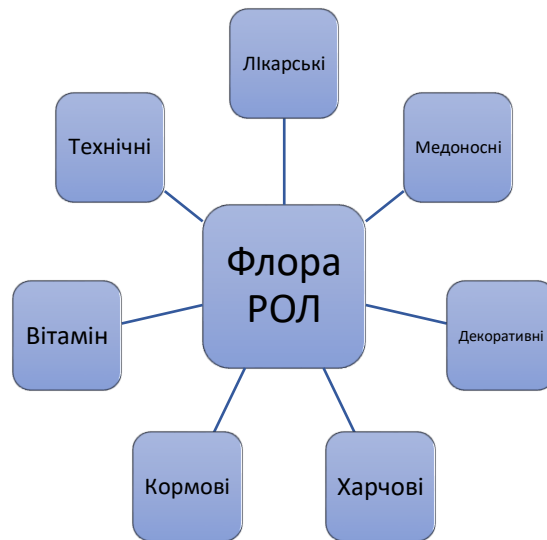 Лікарські
Технічні
Медоносні
Флора
РОЛ
Вітамін
Декоративні
Кормові
Харчові